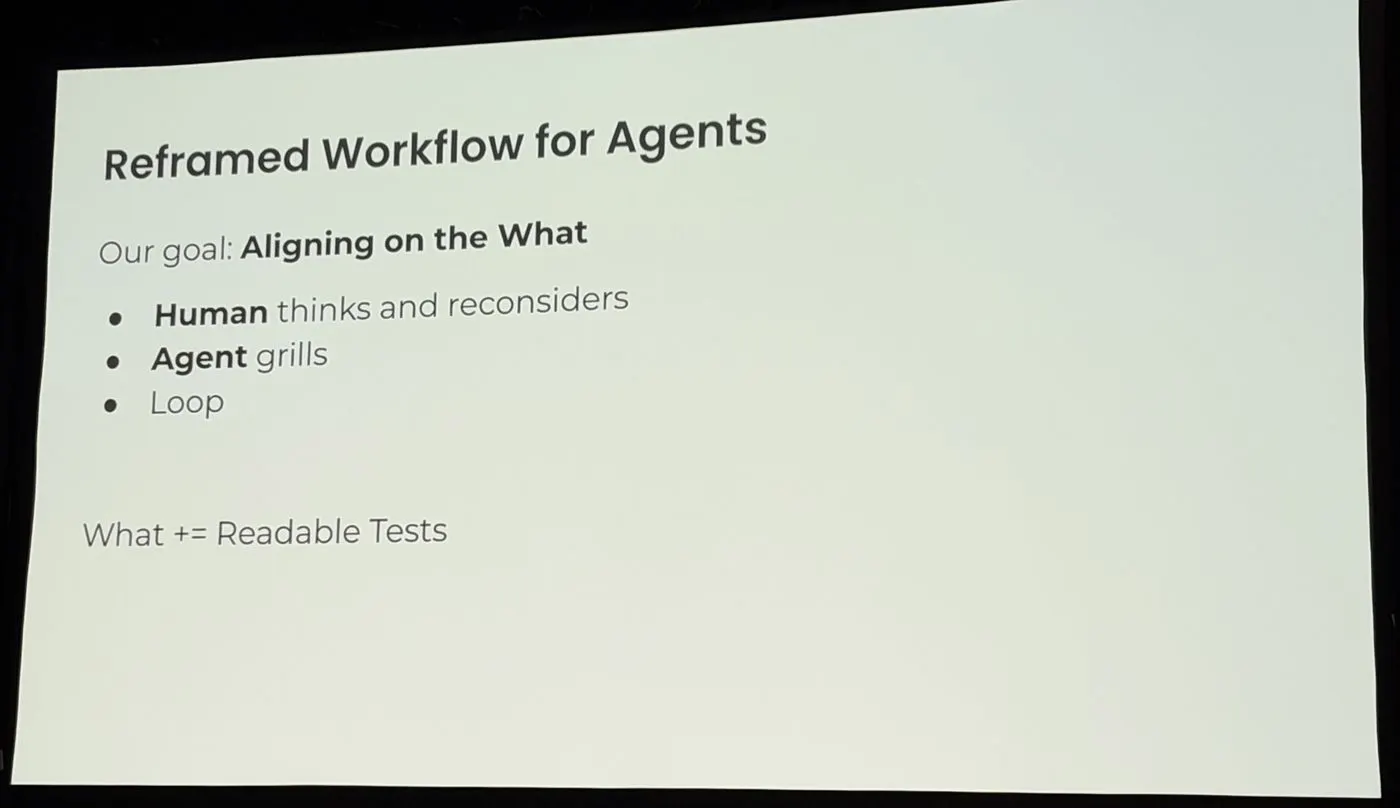 Reframed Workflow for Agents
Our goal: Aligning on the What
● Human thinks and reconsiders
● Agent grills
● Loop
What += Readable Tests